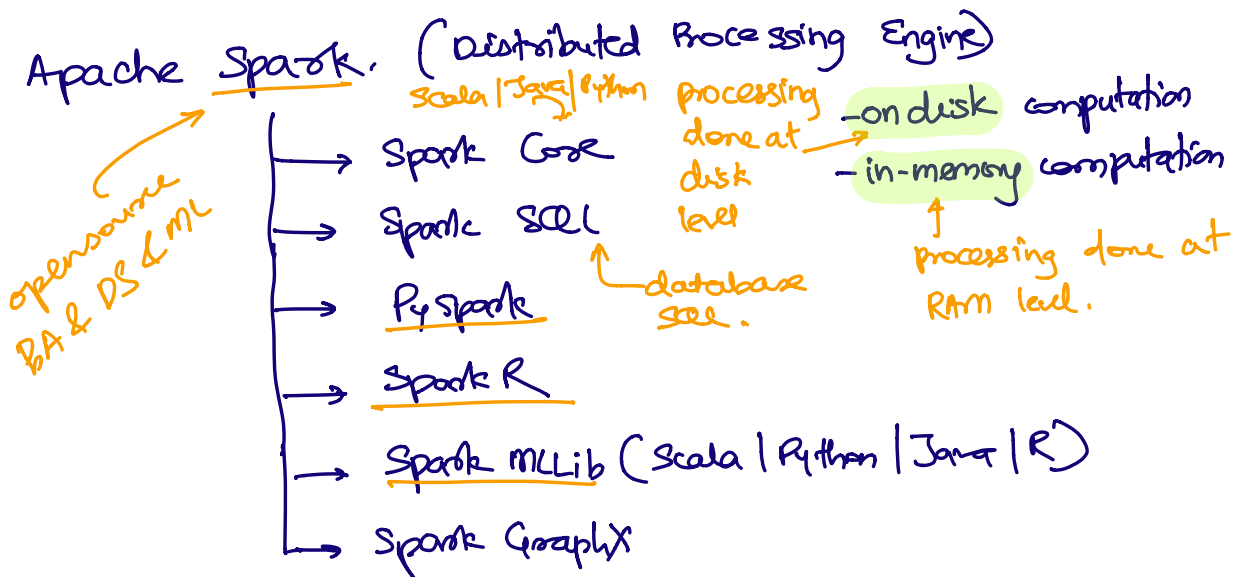 Apache Spark. (Distributed Processing Engine)
Scala | Java | Python
processing
done at
disk
level
- on disk computation
- in-memory computation
processing done at
RAM level.
opensource
BA & DS & ML
Spark Core
Spark SQL
database
SQL.
PySpark
Spark R
Spark MLLib (Scala | Python | Java | R)
Spark GraphX